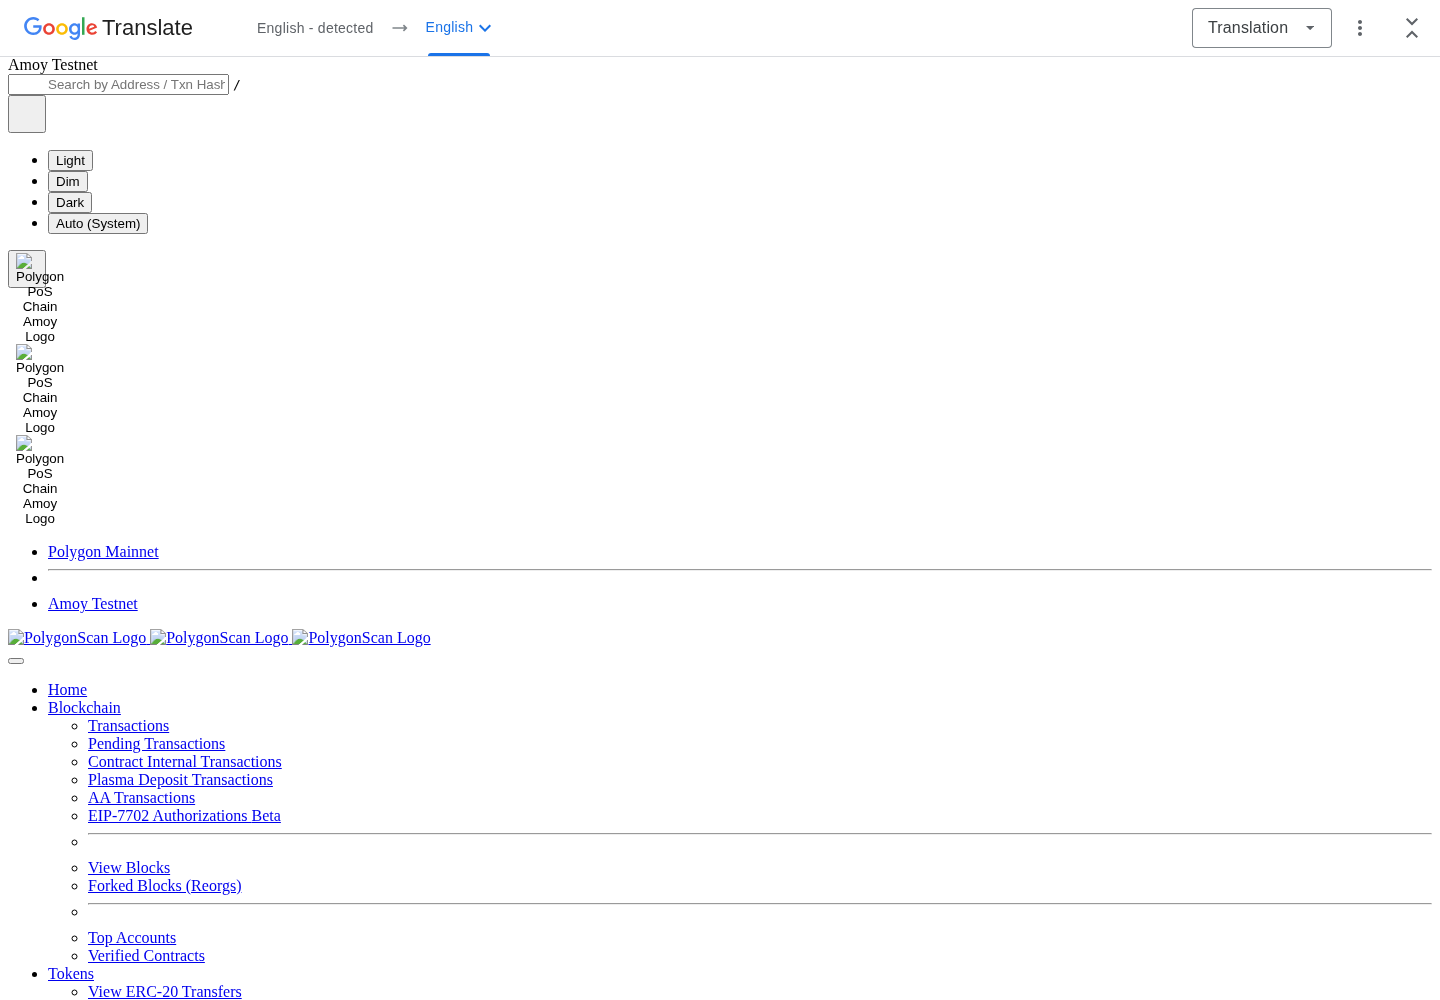 Google Translate
English - detected
English
Translation
Amoy Testnet
Search by Address / Txn Hash
/
Light
Dim
Dark
Auto (System)
Polygon
PoS
Chain
Amoy
Logo
Polygon
PoS
Chain
Amoy
Logo
Polygon
PoS
Chain
Amoy
Logo
Polygon Mainnet
Amoy Testnet
PolygonScan Logo PolygonScan Logo PolygonScan Logo
Home
Blockchain
Transactions
Pending Transactions
Contract Internal Transactions
Plasma Deposit Transactions
AA Transactions
EIP-7702 Authorizations Beta
View Blocks
Forked Blocks (Reorgs)
Top Accounts
Verified Contracts
Tokens
View ERC-20 Transfers